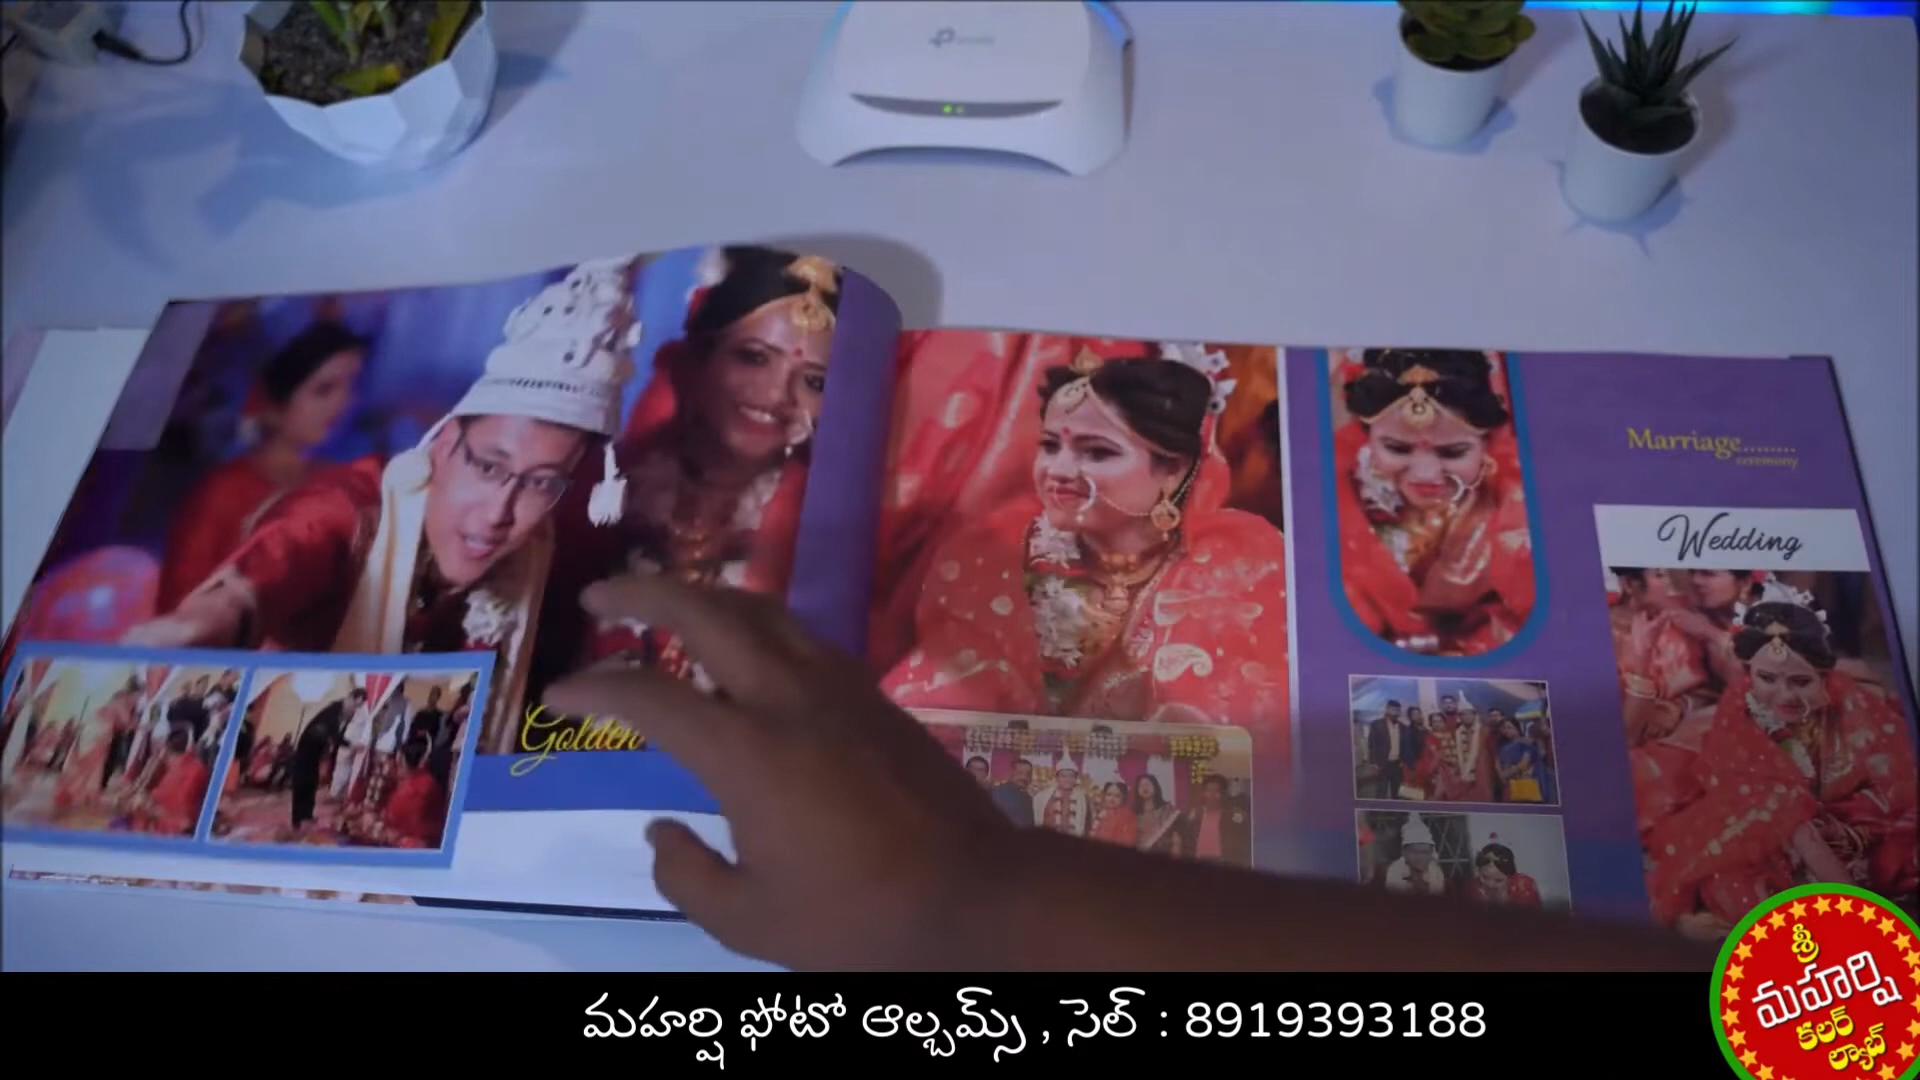 Golden
Marriage........
ceremony
Wedding
మహర్షి ఫోటో ఆల్బమ్స్ , సెల్ : 8919393188
శ్రీ
మహర్షి
కలర్
ల్యాబ్